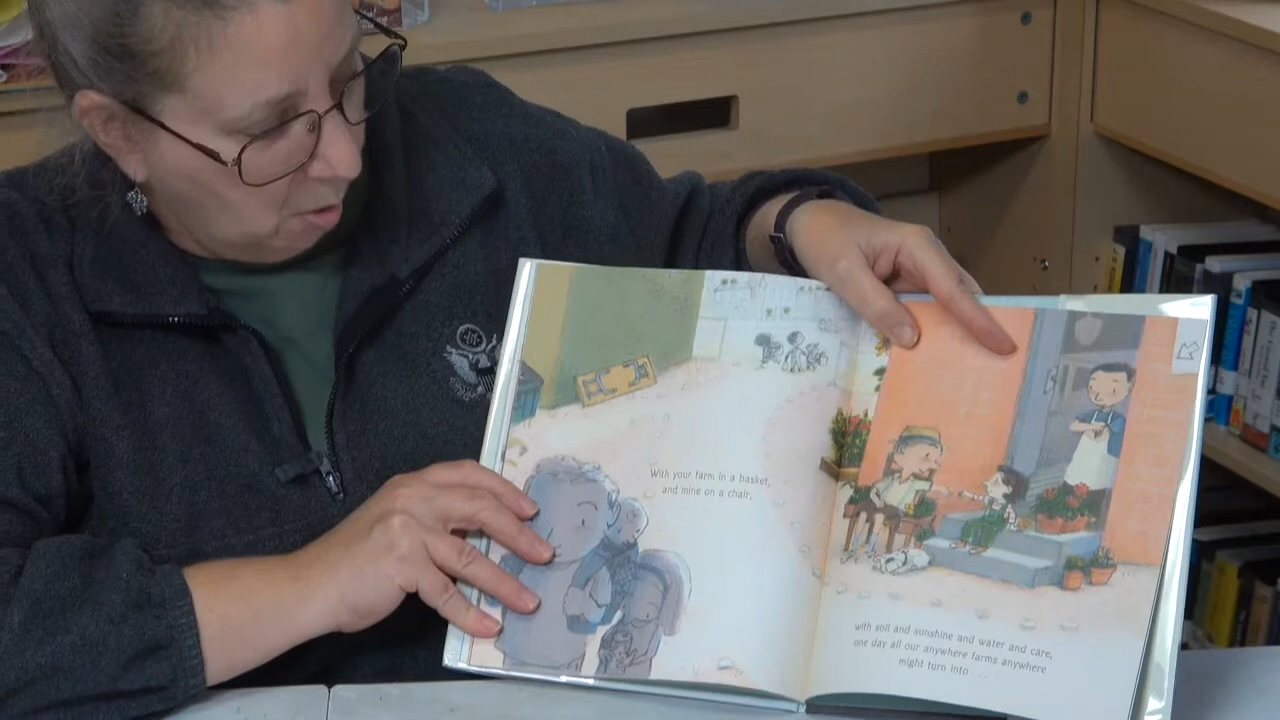 With your farm in a basket,
and mine on a chair,
with soil and sunshine and water and care,
one day all our anywhere farms anywhere
might turn into . . .